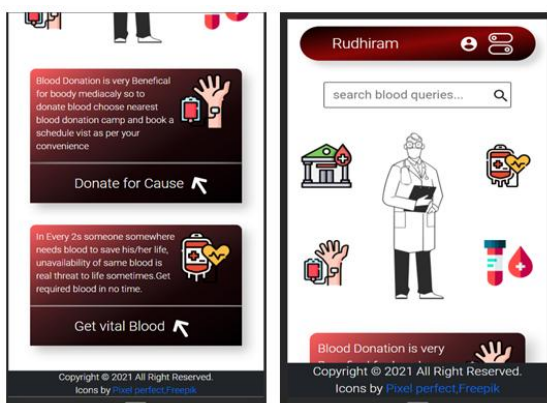 Blood Donation is very Benefical
for boody mediacaly so to
donate blood choose nearest
blood donation camp and book a
schedule vist as per your
convenience
Donate for Cause
In Every 2s someone somewhere
needs blood to save his/her life,
unavailability of same blood is
real threat to life sometimes.Get
required blood in no time.
Get vital Blood
Copyright © 2021 All Right Reserved.
Icons by Pixel perfect,Freepik
Rudhiram
search blood queries...
Blood Donation is very
Copyright © 2021 All Right Reserved.
Icons by Pixel perfect,Freepik